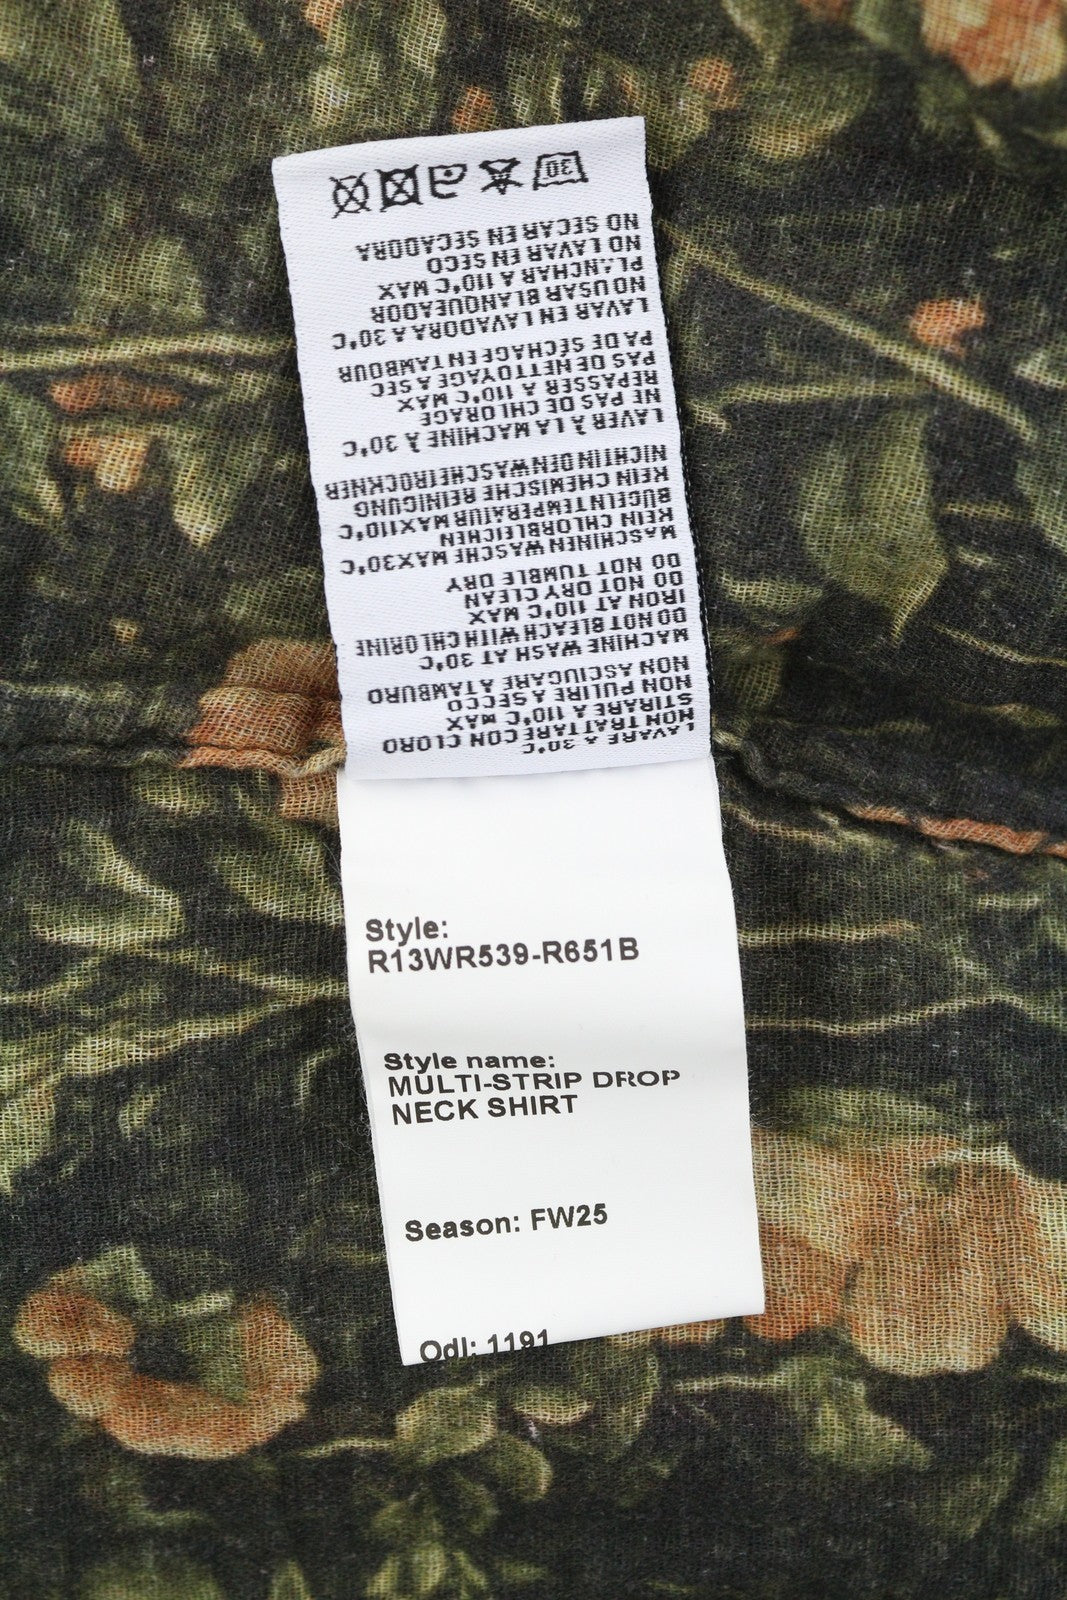 LAVARE A 30°C
NON TRATTARE CON CLORO
STIRARE A 110°C MAX
NON PULIRE A SECCO
NON ASCIUGARE A TAMBURO
MACHINE WASH AT 30°C
DO NOT BLEACH WITH CHLORINE
IRON AT 110°C MAX
DO NOT DRY CLEAN
DO NOT TUMBLE DRY
MASCHINEN WASCHE MAX30°C
KEIN CHLORBLEICHEN
BUGELNTEMPERATUR MAX110°C
KEIN CHEMISCHE REINIGUNG
NICHT IN DEN WASCHETROCKNER
LAVER À LA MACHINE À 30°C
NE PAS DE CHLORAGE
REPASSER A 110°C MAX
PAS DE NETTOYAGE A SEC
PA DE SÉCHAGE EN TAMBOUR
LAVAR EN LAVADORA A 30°C
NO USAR BLANQUEADOR
PLANCHAR A 110°C MAX
NO LAVAR EN SECO
NO SECAR EN SECADORA
30
Style:
R13WR539-R651B
Style name:
MULTI-STRIP DROP
NECK SHIRT
Season: FW25
Odl: 1191